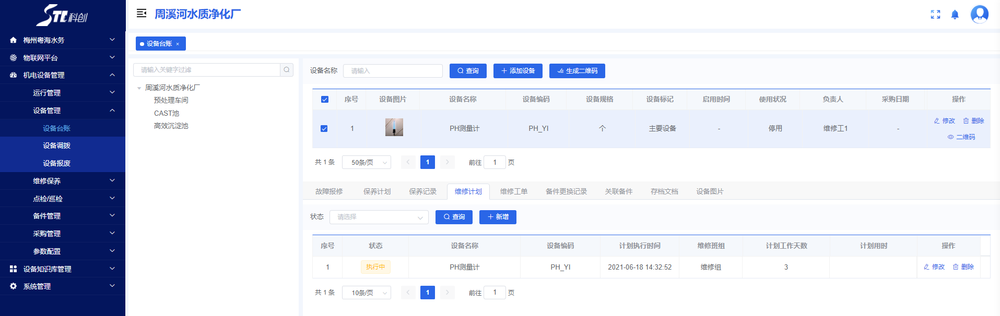 STL科创
周溪河水质净化厂
梅州粤海水务
物联网平台
机电设备管理
运行管理
设备管理
设备台账
设备调拨
设备报废
维修保养
点检/巡检
备件管理
采购管理
参数配置
设备知识库管理
系统管理
设备台账 ×
请输入关键字过滤
周溪河水质净化厂
预处理车间
CAST池
高效沉淀池
设备名称 请输入 查询 添加设备 生成二维码
序号 设备图片 设备名称 设备编码 设备规格 设备标记 启用时间 使用状况 负责人 采购日期 操作
1 PH测量计 PH_YI 个 主要设备 - 停用 维修工1 - 修改 删除
二维码
共 1 条 50条/页 1 前往 1 页
故障报修 保养计划 保养记录 维修计划 维修工单 备件更换记录 关联备件 存档文档 设备图片
状态 请选择 查询 新增
序号 状态 设备名称 设备编码 计划执行时间 维修班组 计划工作天数 计划用时 操作
1 执行中 PH测量计 PH_YI 2021-06-18 14:32:52 维修组 3 修改 删除
共 1 条 10条/页 1 前往 1 页